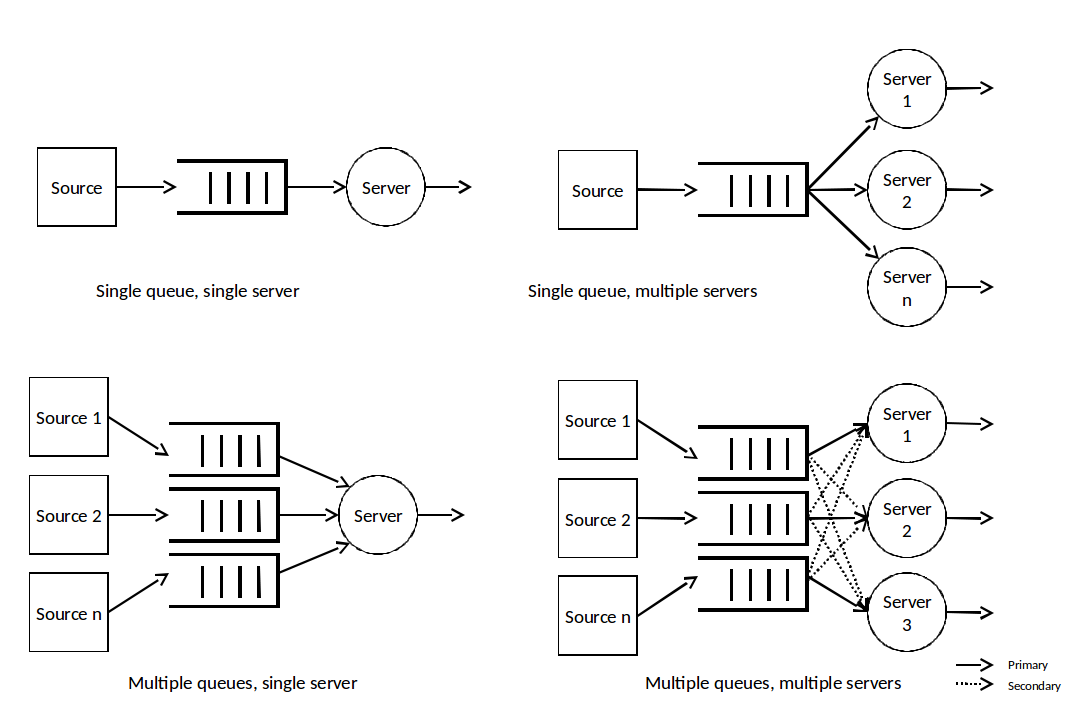 Source
Server
Single queue, single server
Source
Server
1
Server
2
Server
n
Single queue, multiple servers
Source 1
Source 2
Source n
Server
Multiple queues, single server
Source 1
Source 2
Source n
Server
1
Server
2
Server
3
Multiple queues, multiple servers
Primary
Secondary